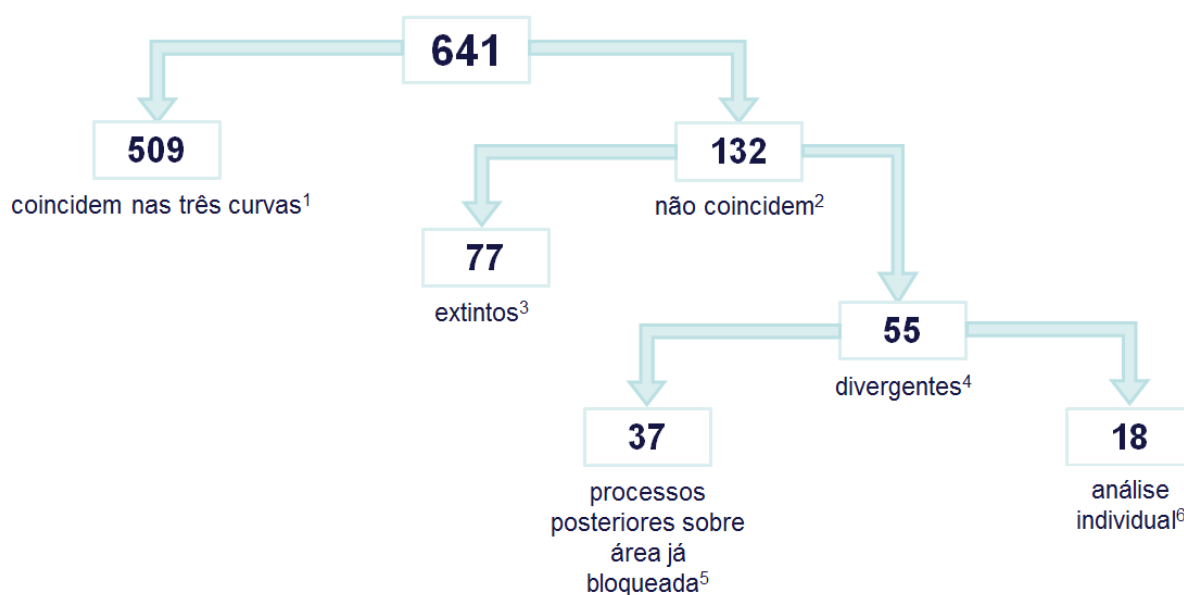 641
509
coincidem nas três curvas¹
132
não coincidem²
77
extintos³
55
divergentes⁴
37
processos
posteriores sobre
área já
bloqueada⁵
18
análise
individual⁶